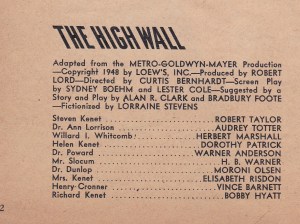 THE HIGH WALL
Adapted from the METRO-GOLDWYN-MAYER Production
—Copyright 1948 by LOEW'S, INC.—Produced by ROBERT
LORD—Directed by CURTIS BERNHARDT—Screen Play
by SYDNEY BOEHM and LESTER COLE—Suggested by a
Story and Play by ALAN R. CLARK and BRADBURY FOOTE
—Fictionized by LORRAINE STEVENS
Steven Kenet ROBERT TAYLOR
Dr. Ann Lorrison AUDREY TOTTER
Willard I. Whitcomb HERBERT MARSHALL
Helen Kenet DOROTHY PATRICK
Dr. Poward WARNER ANDERSON
Mr. Slocum H. B. WARNER
Dr. Dunlop MORONI OLSEN
Mrs. Kenet ELISABETH RISDON
Henry Cronner VINCE BARNETT
Richard Kenet BOBBY HYATT
2